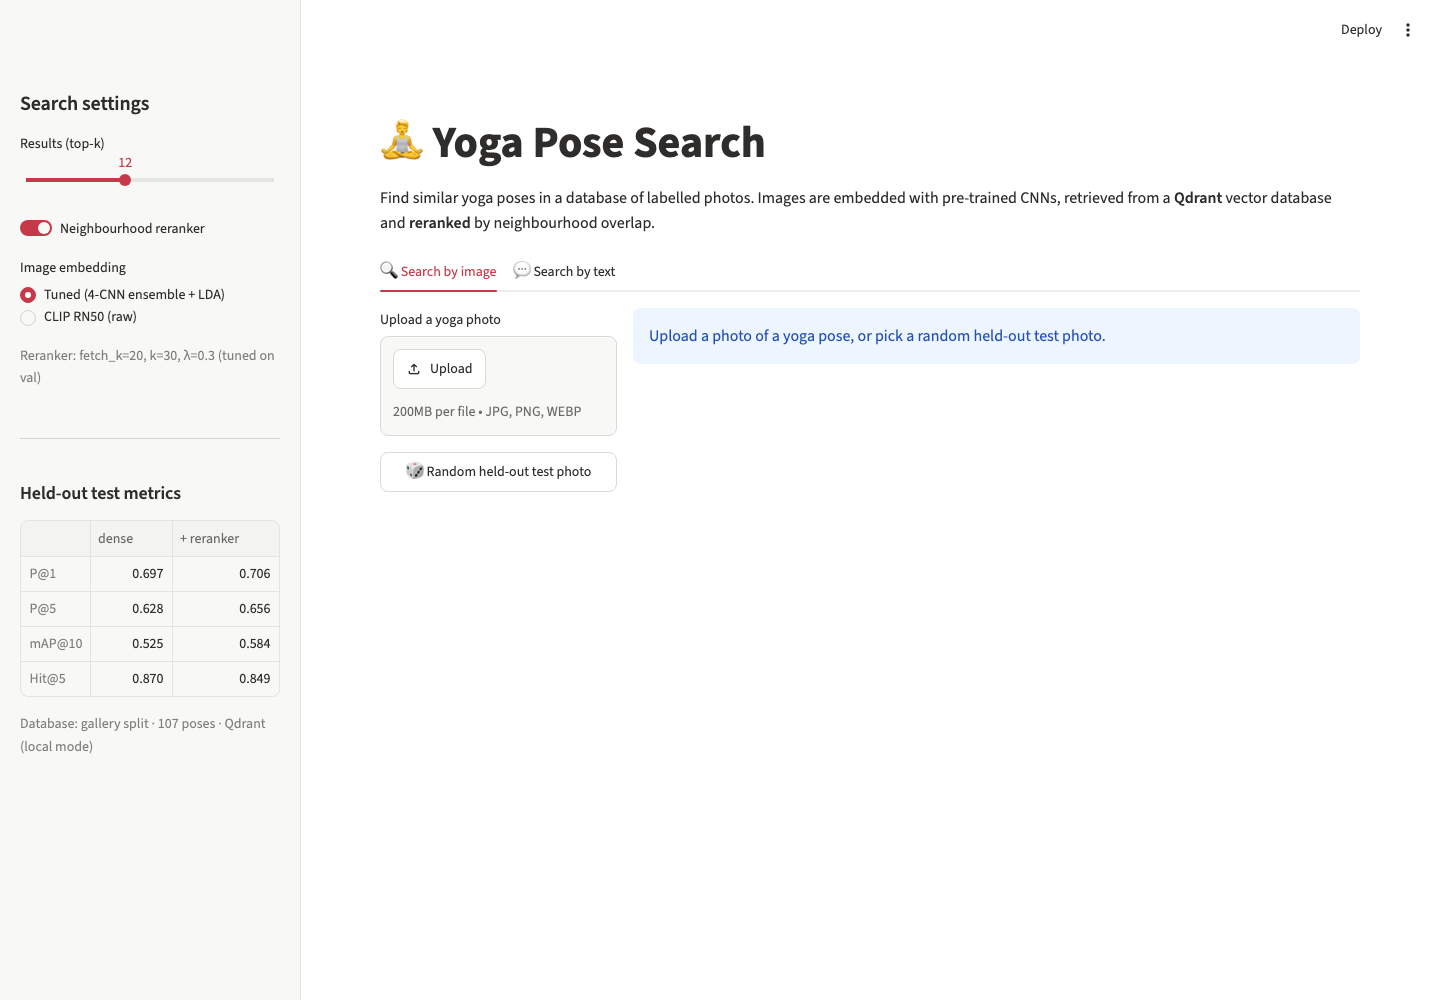 Deploy
Search settings
Results (top-k)
12
Neighbourhood reranker
Image embedding
Tuned (4-CNN ensemble + LDA)
CLIP RN50 (raw)
Reranker: fetch_k=20, k=30, λ=0.3 (tuned on
val)
Held-out test metrics
dense + reranker
P@1 0.697 0.706
P@5 0.628 0.656
mAP@10 0.525 0.584
Hit@5 0.870 0.849
Database: gallery split · 107 poses · Qdrant
(local mode)
Yoga Pose Search
Find similar yoga poses in a database of labelled photos. Images are embedded with pre-trained CNNs, retrieved from a Qdrant vector database
and reranked by neighbourhood overlap.
Search by image Search by text
Upload a yoga photo
Upload
200MB per file • JPG, PNG, WEBP
Random held-out test photo
Upload a photo of a yoga pose, or pick a random held-out test photo.